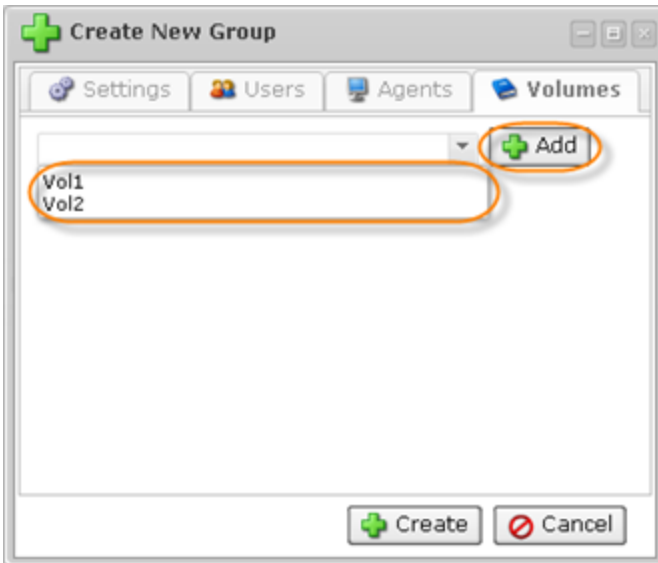 Create New Group
Settings Users Agents Volumes
Add
Vol1
Vol2
Create Cancel